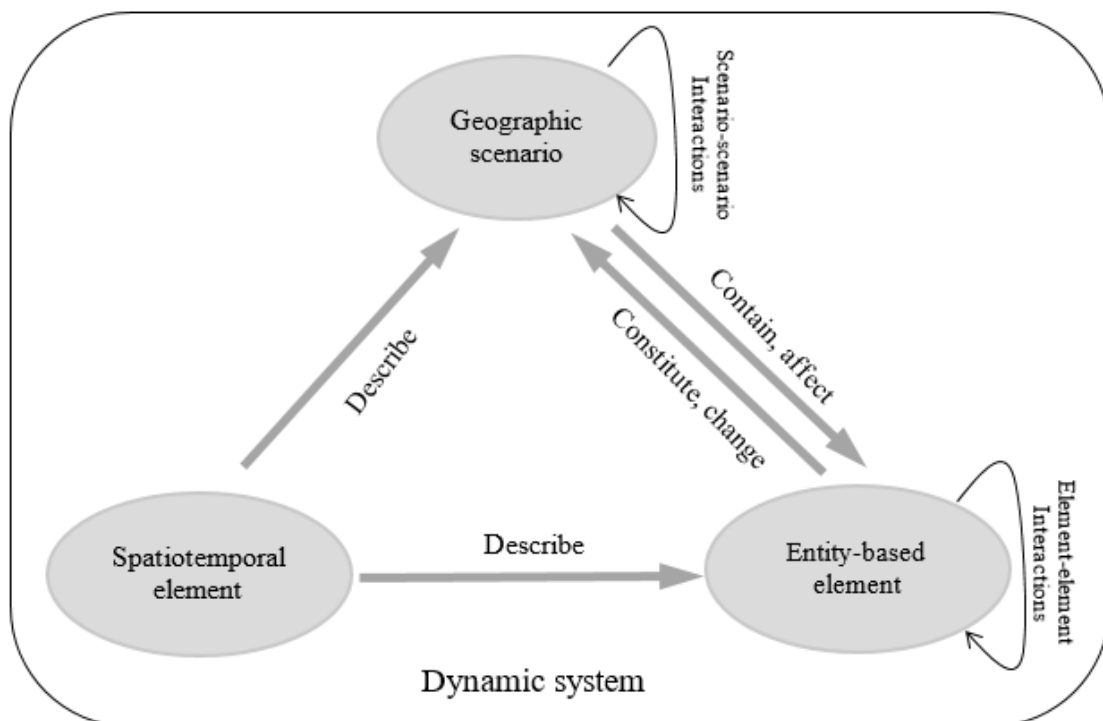 Geographic
scenario
Scenario-scenario
Interactions
Describe
Contain, affect
Constitute, change
Spatiotemporal
element
Describe
Entity-based
element
Element-element
Interactions
Dynamic system